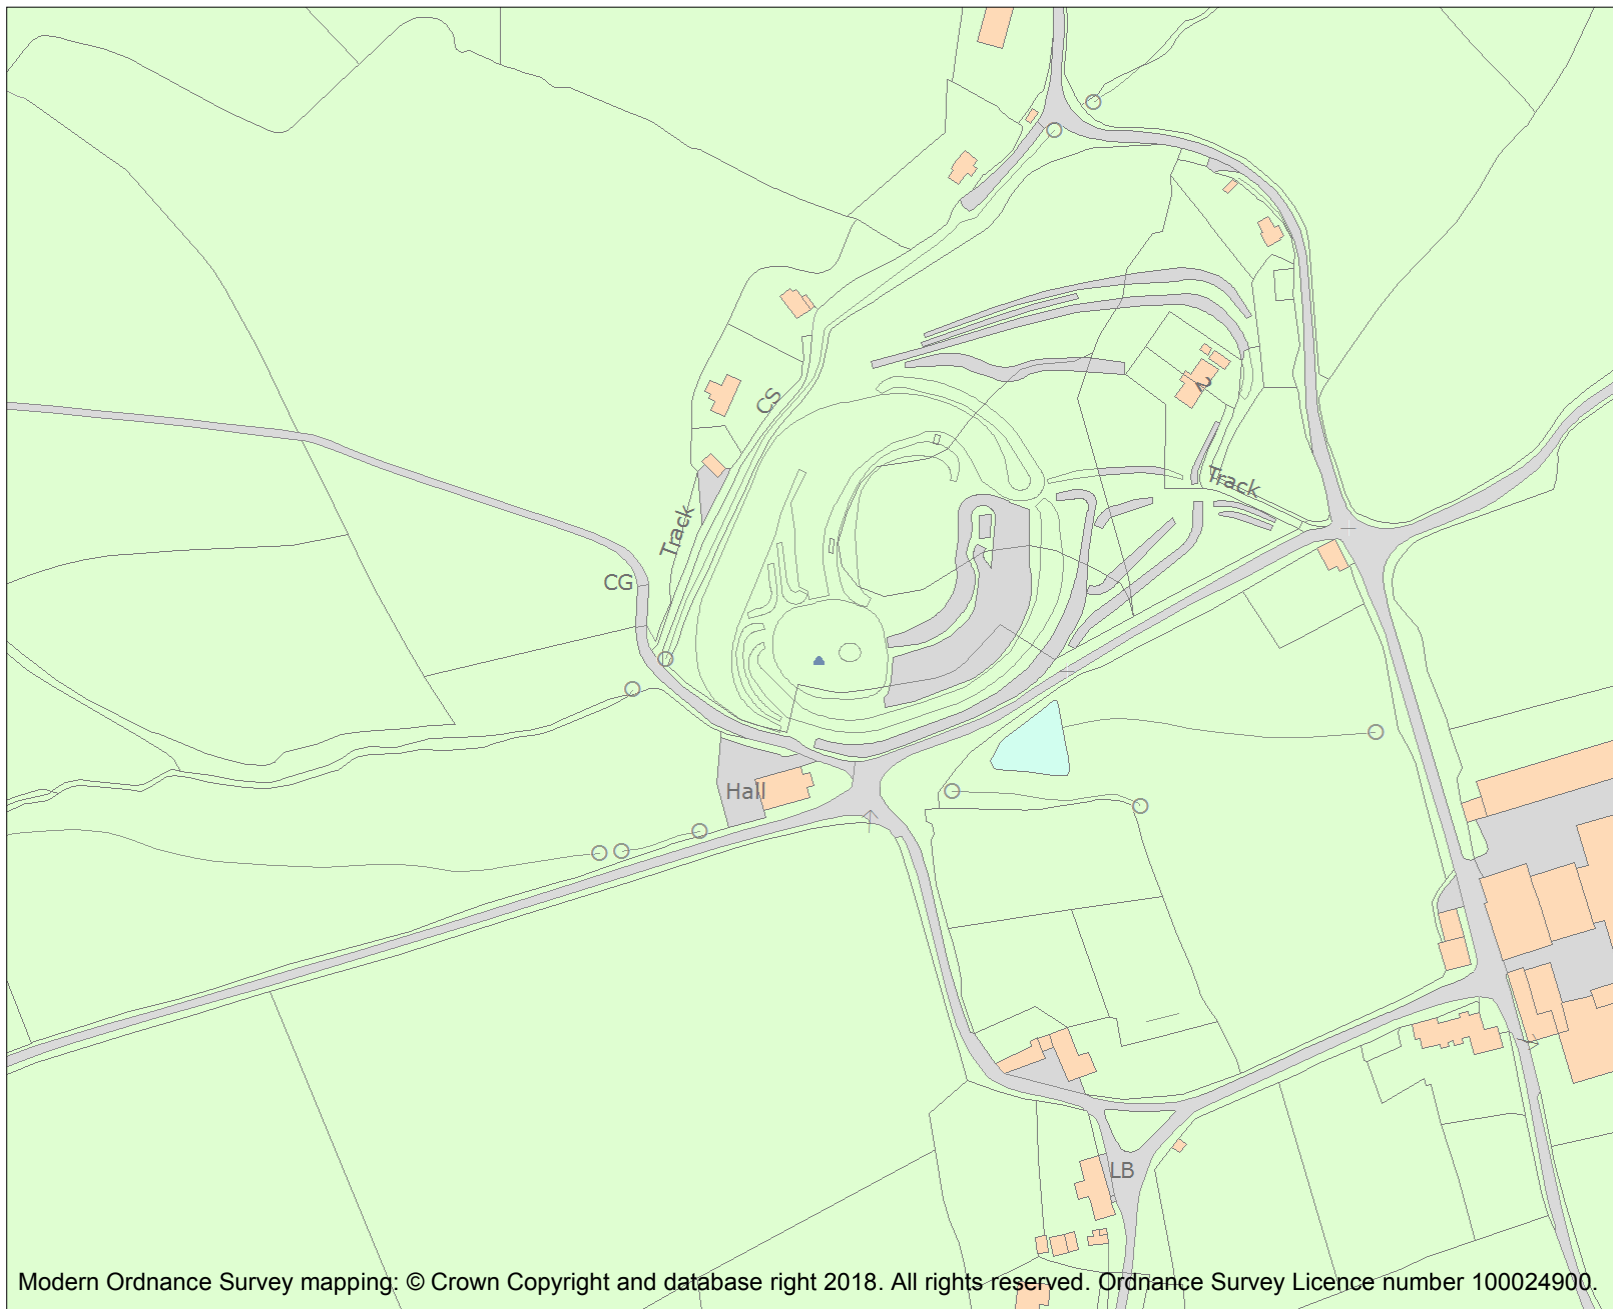 2
CS
Track
Track
CG
Hall
LB
Modern Ordnance Survey mapping: © Crown Copyright and database right 2018. All rights reserved. Ordnance Survey Licence number 100024900.